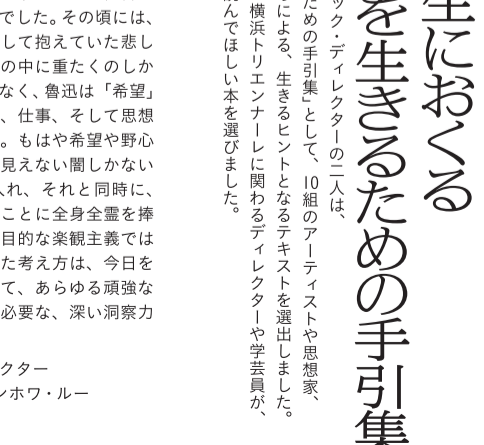 生におくる
を生きるための手引集
ック・ディレクターの二人は、
ための手引集」として、10組のアーティストや思想家、
による、生きるヒントとなるテキストを選出しました。
横浜トリエンナーレに関わるディレクターや学芸員が、
んでほしい本を選びました。
でした。その頃には、
して抱えていた悲し
の中に重たくのしか
なく、魯迅は「希望」
、仕事、そして思想
。もはや希望や野心
見えない闇しかない
入れ、それと同時に、
ことに全身全霊を捧
目的な楽観主義では
た考え方は、今日を
て、あらゆる頑強な
必要な、深い洞察力
クター
ンホワ・ルー